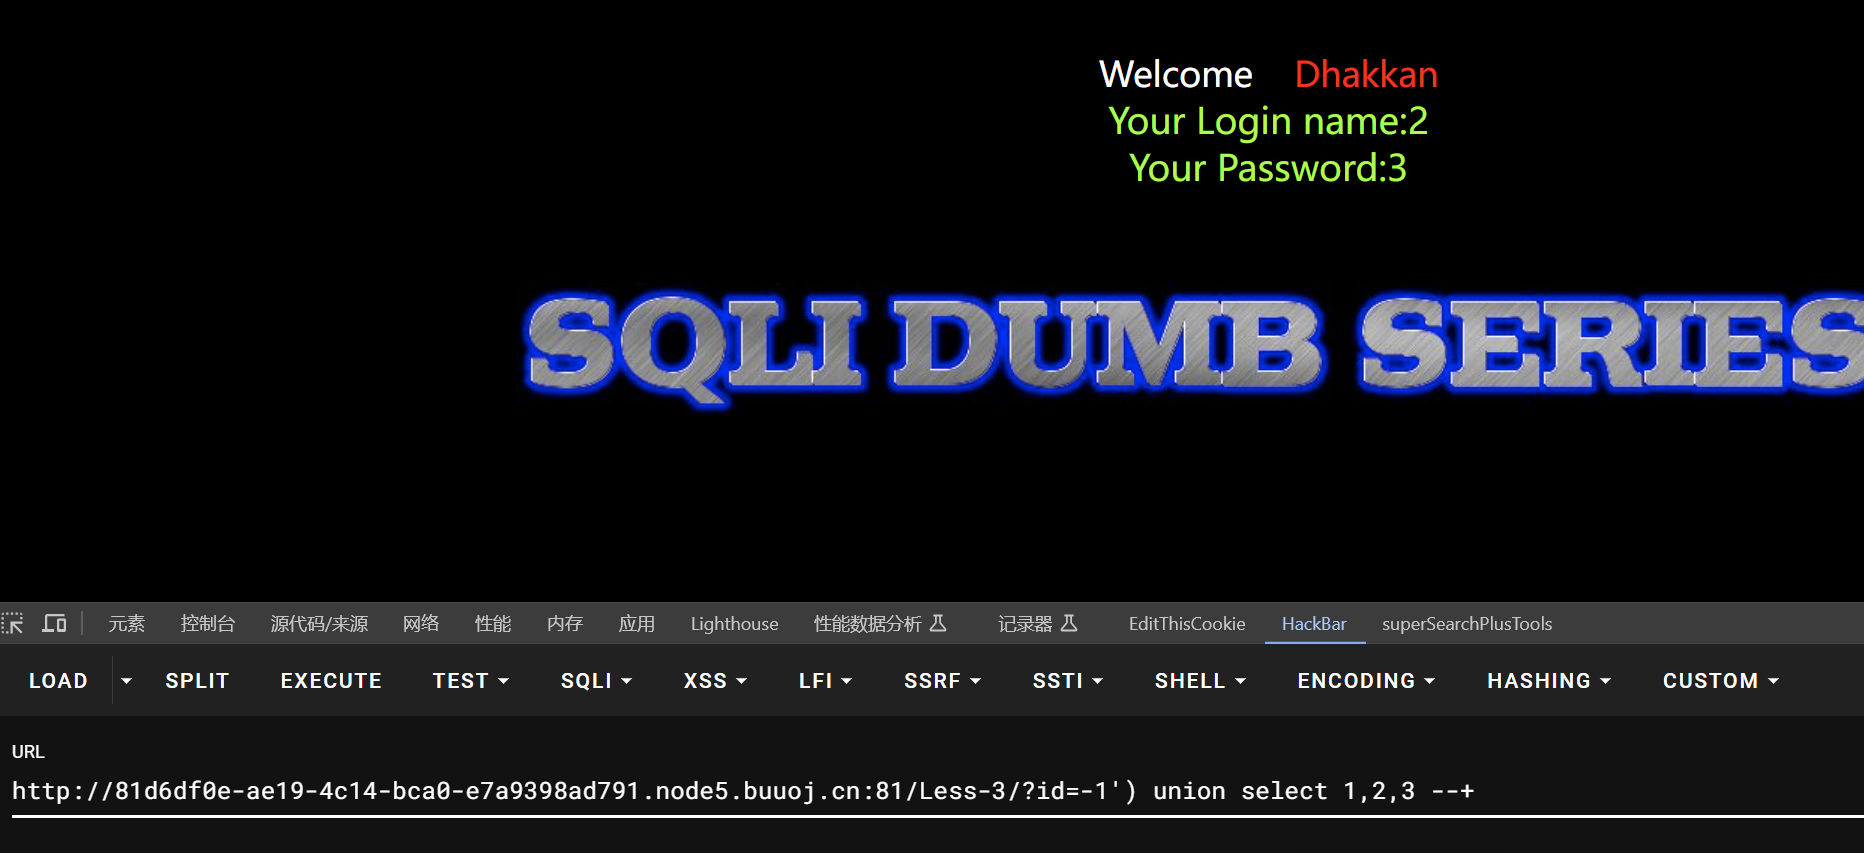 Welcome Dhakkan
Your Login name:2
Your Password:3
SQLI DUMB SERIES
元素 控制台 源代码/来源 网络 性能 内存 应用 Lighthouse 性能数据分析 记录器 EditThisCookie HackBar superSearchPlusTools
LOAD SPLIT EXECUTE TEST SQLI XSS LFI SSRF SSTI SHELL ENCODING HASHING CUSTOM
URL
http://81d6df0e-ae19-4c14-bca0-e7a9398ad791.node5.buuoj.cn:81/Less-3/?id=-1') union select 1,2,3 --+